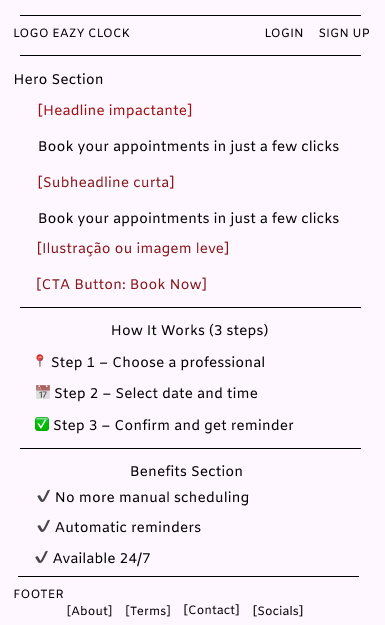 LOGO EAZY CLOCK LOGIN SIGN UP
Hero Section
[Headline impactante]
Book your appointments in just a few clicks
[Subheadline curta]
Book your appointments in just a few clicks
[Ilustração ou imagem leve]
[CTA Button: Book Now]
How It Works (3 steps)
📍 Step 1 – Choose a professional
📅 Step 2 – Select date and time
✅ Step 3 – Confirm and get reminder
Benefits Section
✔ No more manual scheduling
✔ Automatic reminders
✔ Available 24/7
FOOTER
[About] [Terms] [Contact] [Socials]